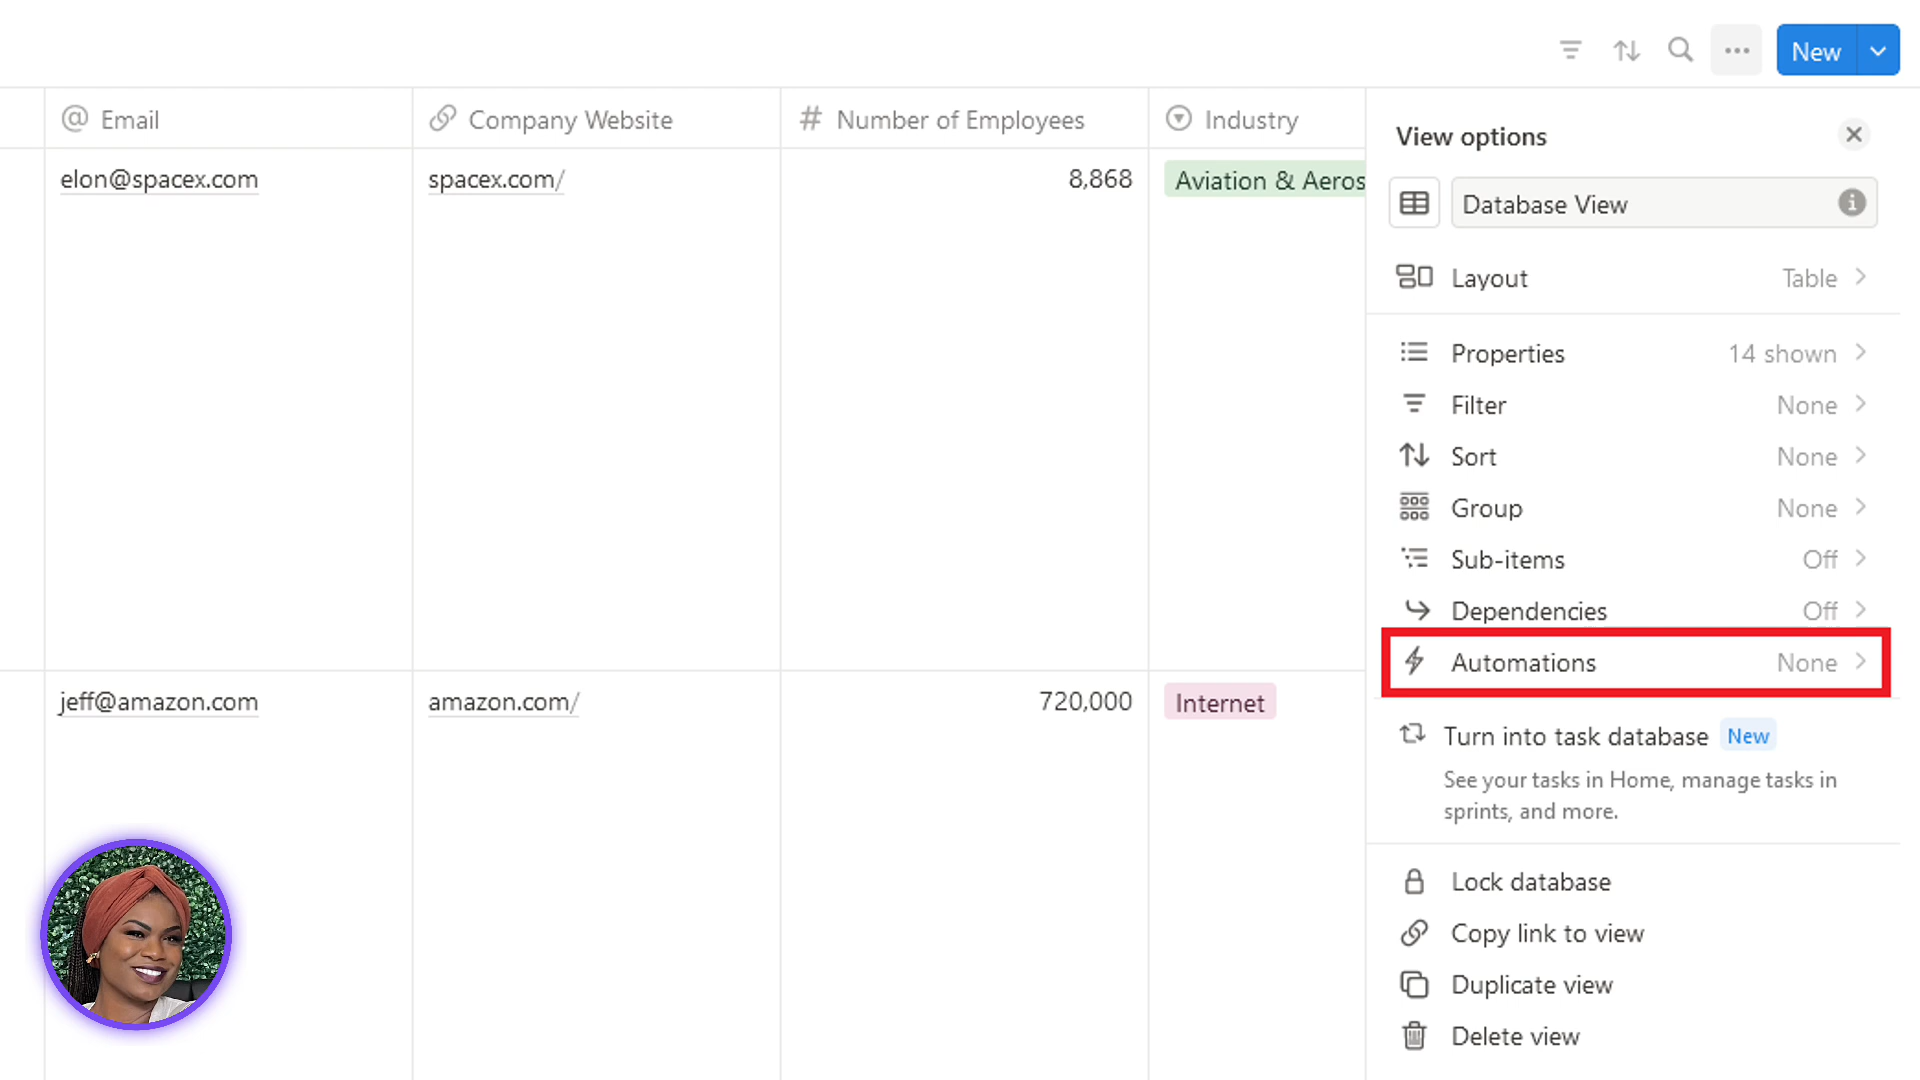 New
@ Email
Company Website
# Number of Employees
Industry
elon@spacex.com
spacex.com/
8,868
Aviation & Aeros
jeff@amazon.com
amazon.com/
720,000
Internet
View options
Database View
Layout Table
Properties 14 shown
Filter None
Sort None
Group None
Sub-items Off
Dependencies Off
Automations None
Turn into task database New
See your tasks in Home, manage tasks in
sprints, and more.
Lock database
Copy link to view
Duplicate view
Delete view